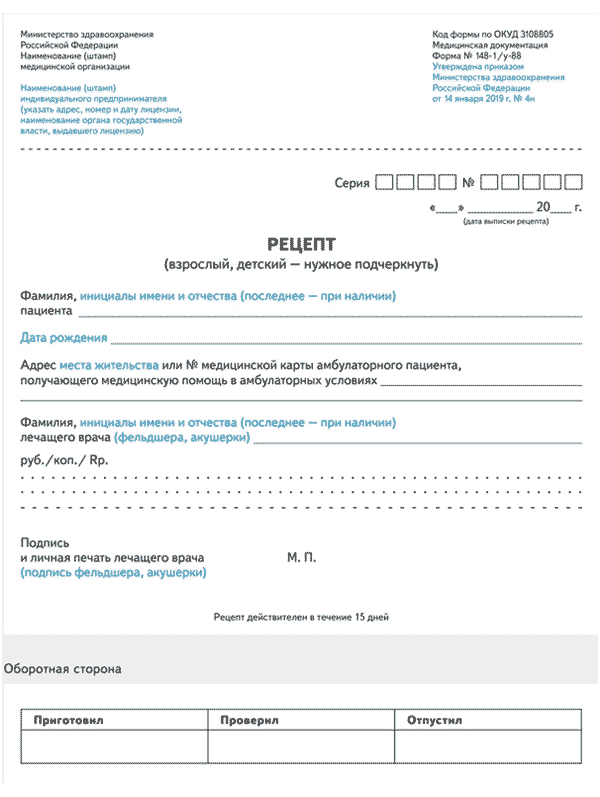 Министерство здравоохранения
Российской Федерации
Наименование (штамп)
медицинской организации
Наименование (штамп)
индивидуального предпринимателя
(указать адрес, номер и дату лицензии,
наименование органа государственной
власти, выдавшего лицензию)
Код формы по ОКУД 3108805
Медицинская документация
Форма № 148-1/у-88
Утверждена приказом
Министерства здравоохранения
Российской Федерации
от 14 января 2019 г. № 4н
Серия №
«____» __________ 20___ г.
(дата выписки рецепта)
РЕЦЕПТ
(взрослый, детский — нужное подчеркнуть)
Фамилия, инициалы имени и отчества (последнее — при наличии)
пациента
Дата рождения
Адрес места жительства или № медицинской карты амбулаторного пациента,
получающего медицинскую помощь в амбулаторных условиях
Фамилия, инициалы имени и отчества (последнее — при наличии)
лечащего врача (фельдшера, акушерки)
руб./коп./ Rp.
Подпись
и личная печать лечащего врача М. П.
(подпись фельдшера, акушерки)
Рецепт действителен в течение 15 дней
Оборотная сторона
Приготовил Проверил Отпустил